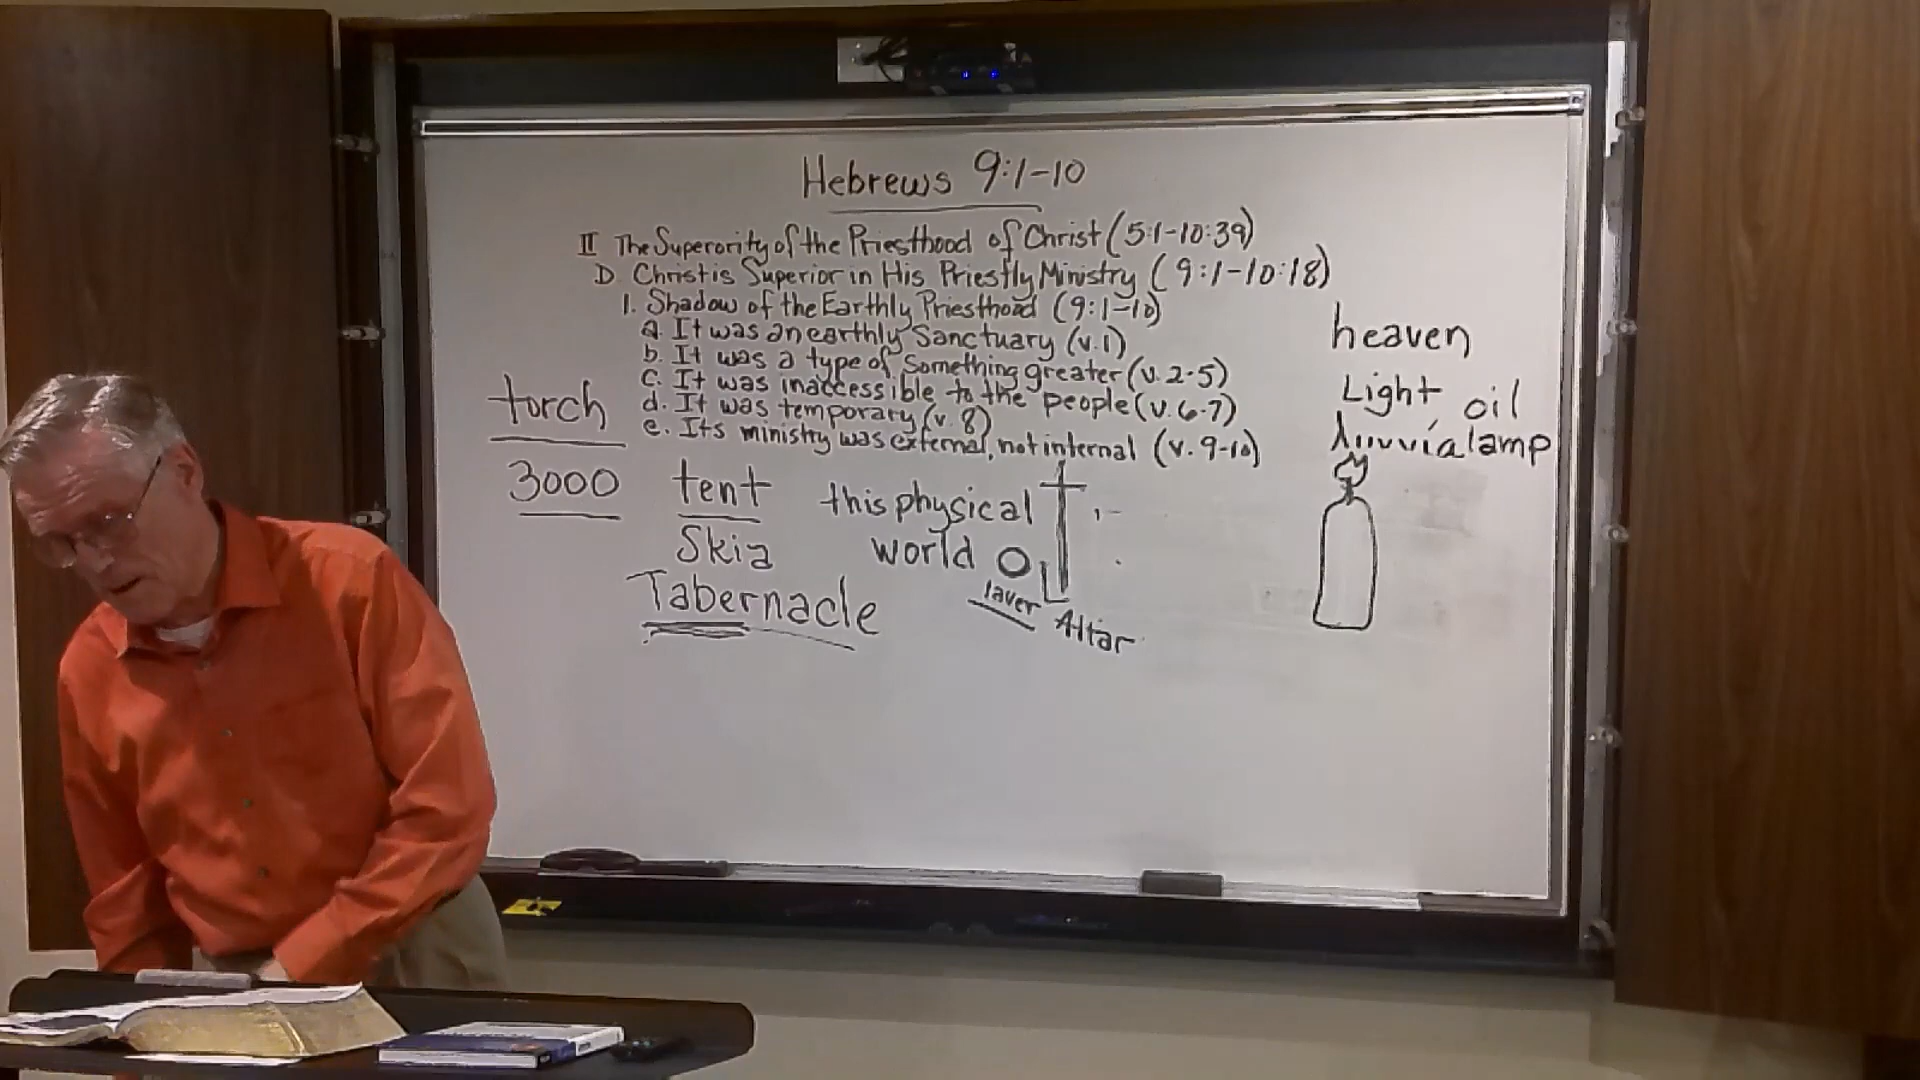 Hebrews 9:1-10
II The Superority of the Priesthood of Christ (5:1-10:39)
D. Christ is Superior in His Priestly Ministry (9:1-10:18)
1. Shadow of the Earthly Priesthood (9:1-10)
a. It was an earthly Sanctuary (v.1)
b. It was a type of Something greater (v. 2-5)
c. It was inaccessible to the people (v. 6-7)
d. It was temporary (v. 8)
e. Its ministry was external, not internal (v. 9-10)
torch
3000
tent
Skia
Tabernacle
this physical
world
laver
Altar
heaven
Light oil
lamp